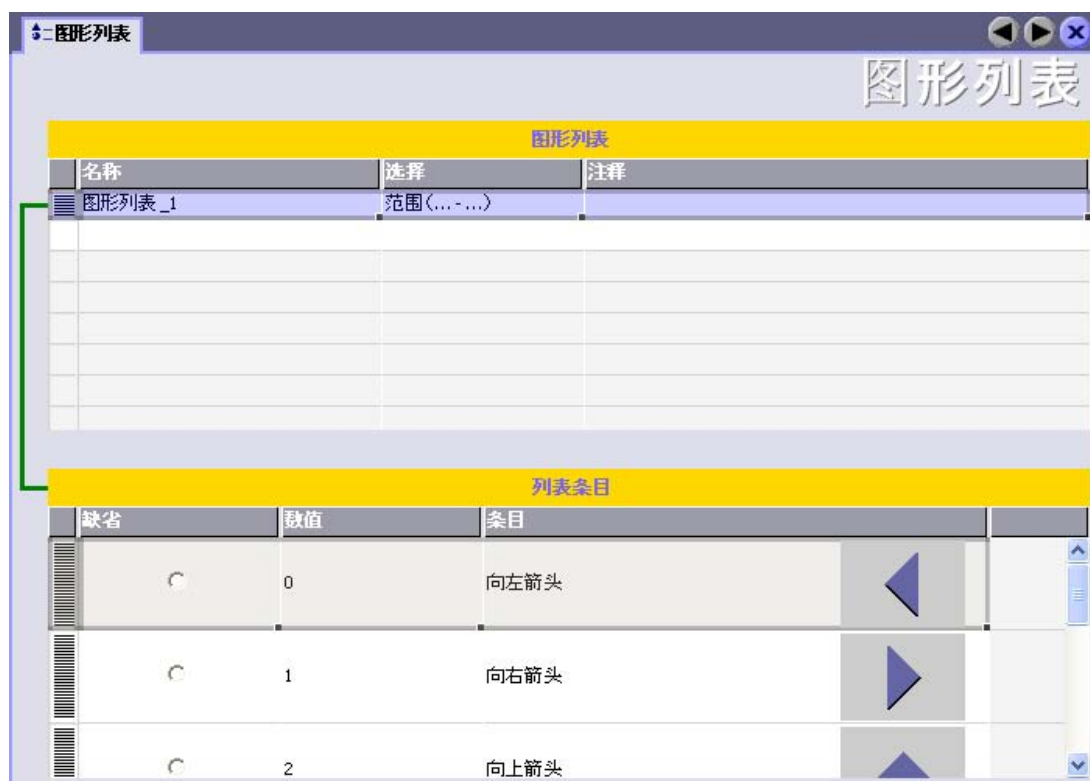 图形列表
图形列表
图形列表
名称 选择 注释
图形列表_1 范围(...-...)
列表条目
缺省 数值 条目
0 向左箭头
1 向右箭头
2 向上箭头